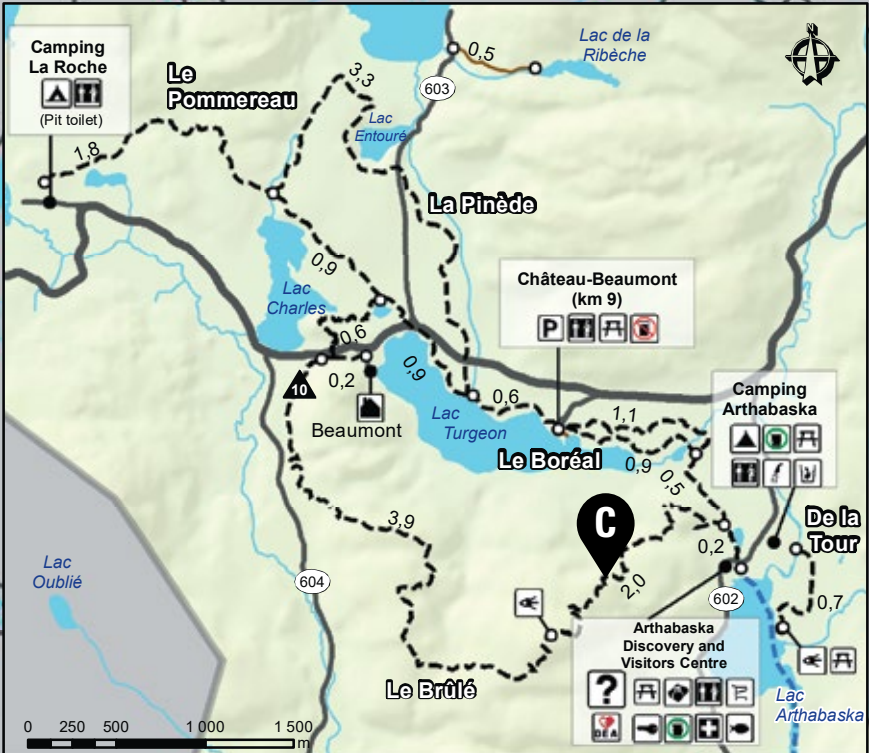 Camping
La Roche
(Pit toilet)
Le
Pommereau
3,3
Lac
Entouré
603
0,5
Lac de la
Ribèche
N
1,8
La Pinède
0,9
Lac
Charles
0,6
Château-Beaumont
(km 9)
P
10
0,2
Beaumont
0,9
Lac
Turgeon
0,6
1,1
Camping
Arthabaska
Le Boréal
0,9
0,5
C
3,9
0,2
De la
Tour
Lac
Oublié
604
2,0
602
0,7
Arthabaska
Discovery and
Visitors Centre
?
DEA
Le Brûlé
Lac
Arthabaska
0 250 500 1 000 1 500
m